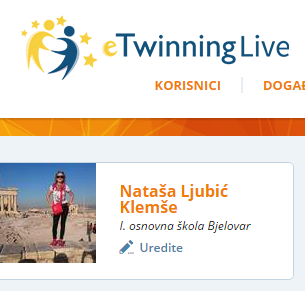 eTwinning Live
KORISNICI
Nataša Ljubić
Klemše
I. osnovna škola Bjelovar
Uredite